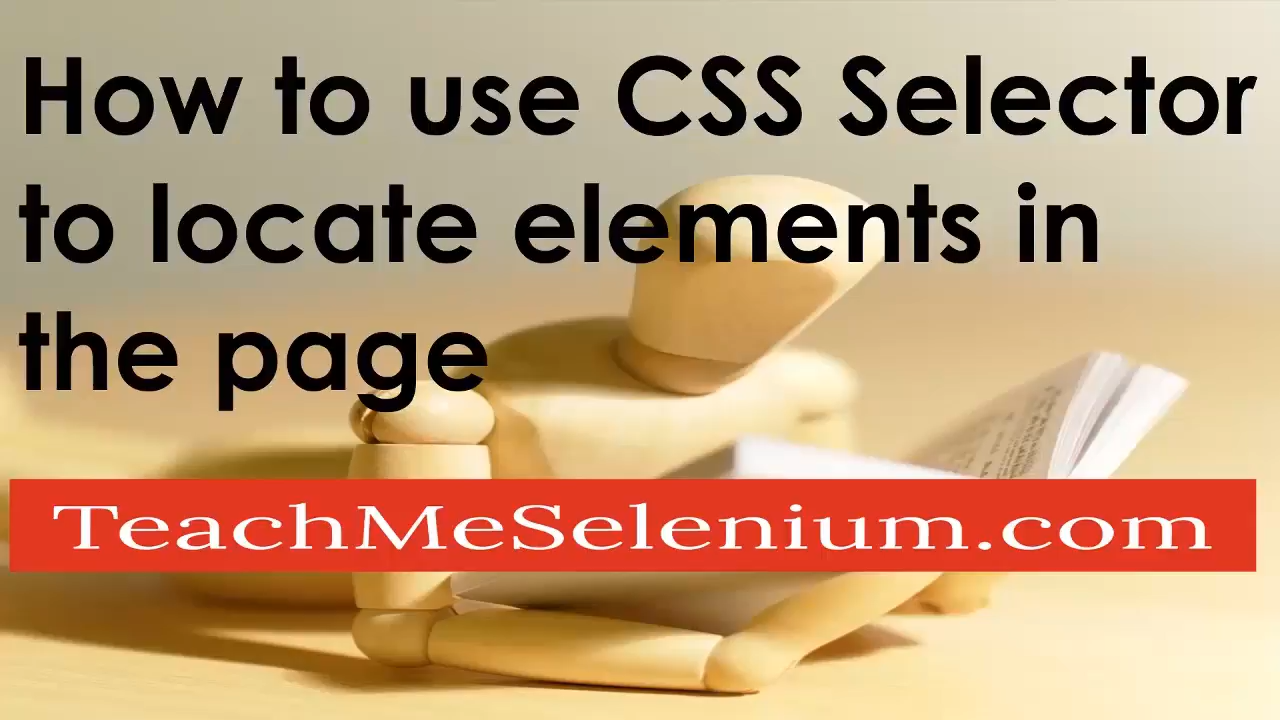 How to use CSS Selector
to locate elements in
the page
TeachMeSelenium.com